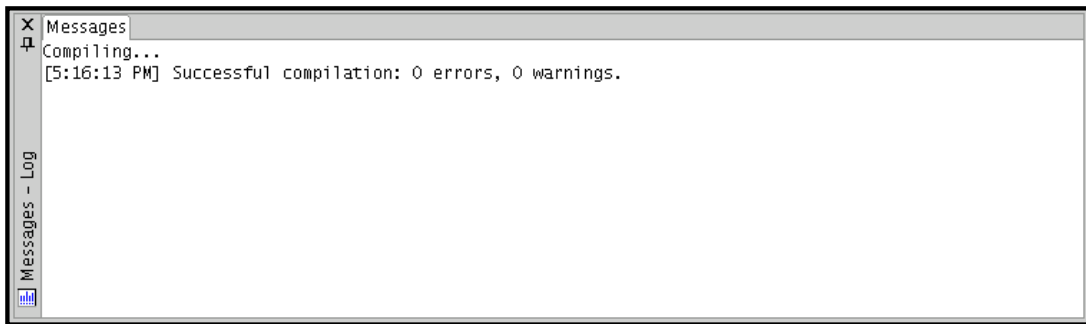 Messages
Compiling...
[5:16:13 PM] Successful compilation: 0 errors, 0 warnings.
Messages - Log